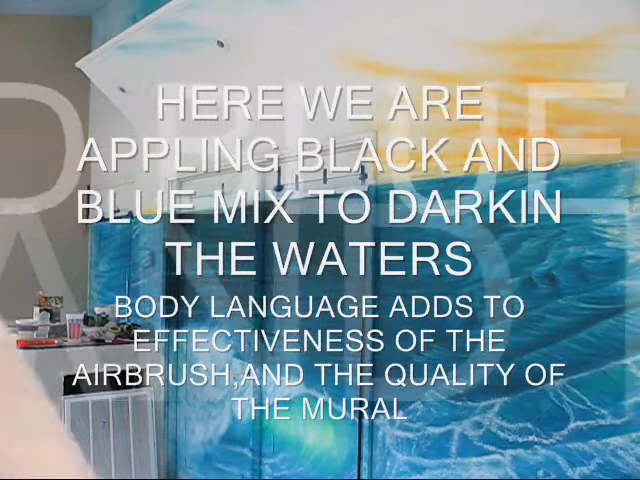 HERE WE ARE
APPLING BLACK AND
BLUE MIX TO DARKIN
THE WATERS
BODY LANGUAGE ADDS TO
EFFECTIVENESS OF THE
AIRBRUSH,AND THE QUALITY OF
THE MURAL